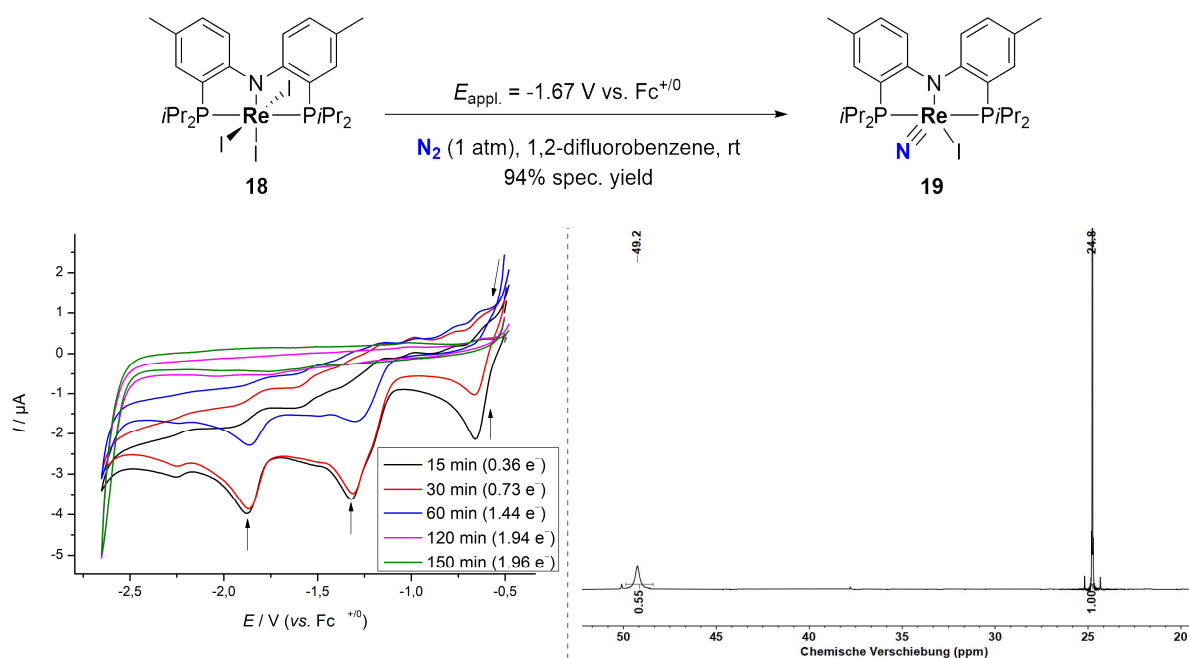 N
iPr₂P
Re
PiPr₂
I
I
I
18
E_appl. = -1.67 V vs. Fc⁺/⁰
N₂ (1 atm), 1,2-difluorobenzene, rt
94% spec. yield
N
iPr₂P
Re
PiPr₂
N
I
19
I / µA
2
1
0
-1
-2
-3
-4
-5
15 min (0.36 e⁻)
30 min (0.73 e⁻)
60 min (1.44 e⁻)
120 min (1.94 e⁻)
150 min (1.96 e⁻)
-2,5 -2,0 -1,5 -1,0 -0,5
E / V (vs. Fc ⁺/⁰)
49.2
24.8
0.55
1.00
50 45 40 35 30 25 20
Chemische Verschiebung (ppm)